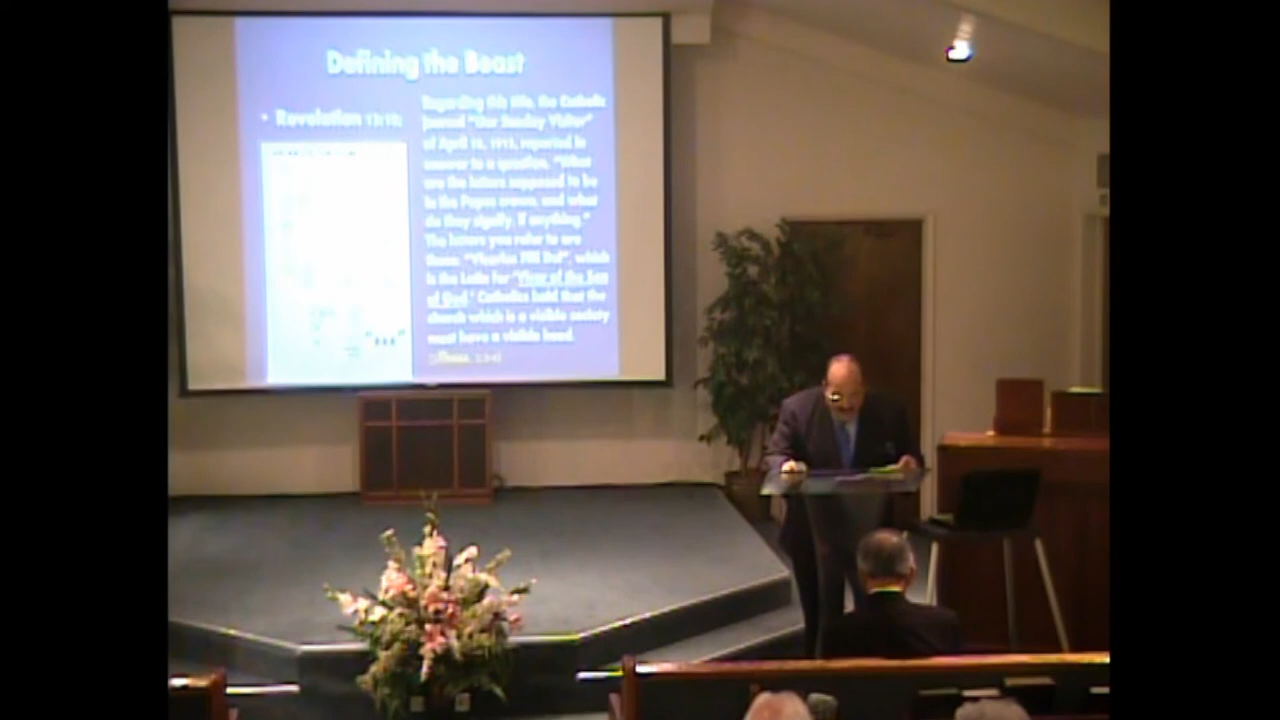 Defining the Beast
• Revelation 13:18:
"666"
Regarding this title, the Catholic
Journal "Our Sunday Visitor"
of April 18, 1915, reported in
answer to a question, "What
are the letters supposed to be
in the Popes crown, and what
do they signify, if anything."
The letters you refer to are
these: "Vicarius Filii Dei", which
is the Latin for 'Vicar of the Son
of God.' Catholics hold that the
church which is a visible society
must have a visible head.